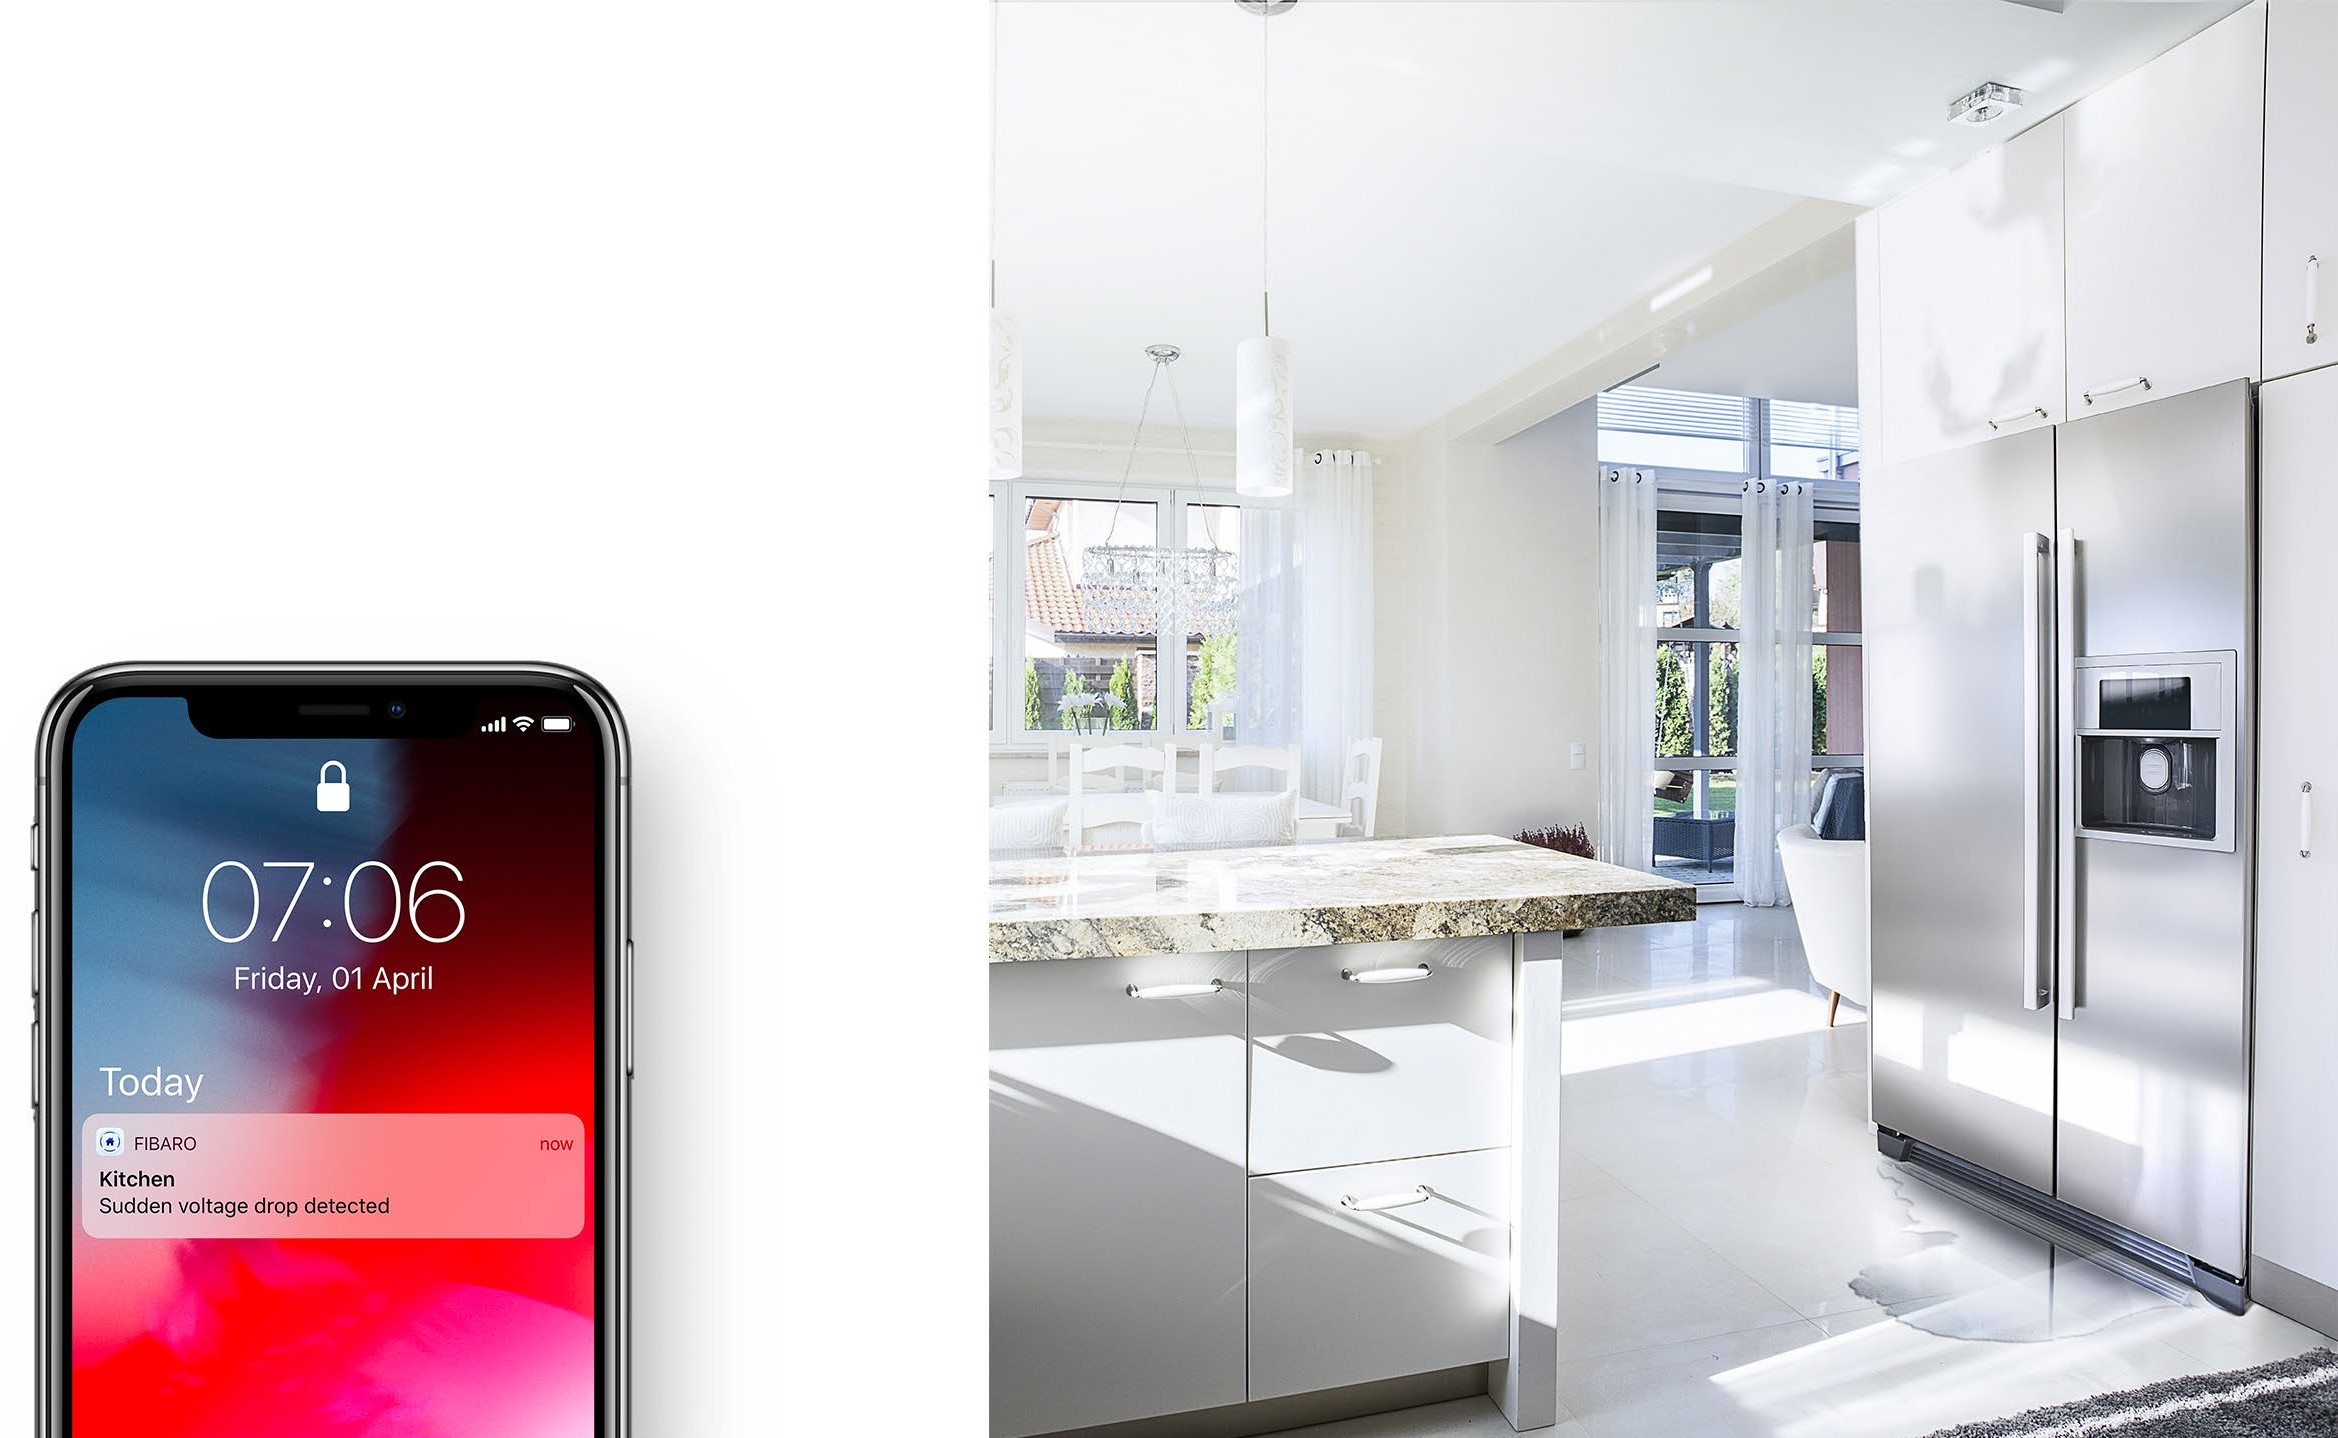 07:06
Friday, 01 April
Today
FIBARO
now
Kitchen
Sudden voltage drop detected